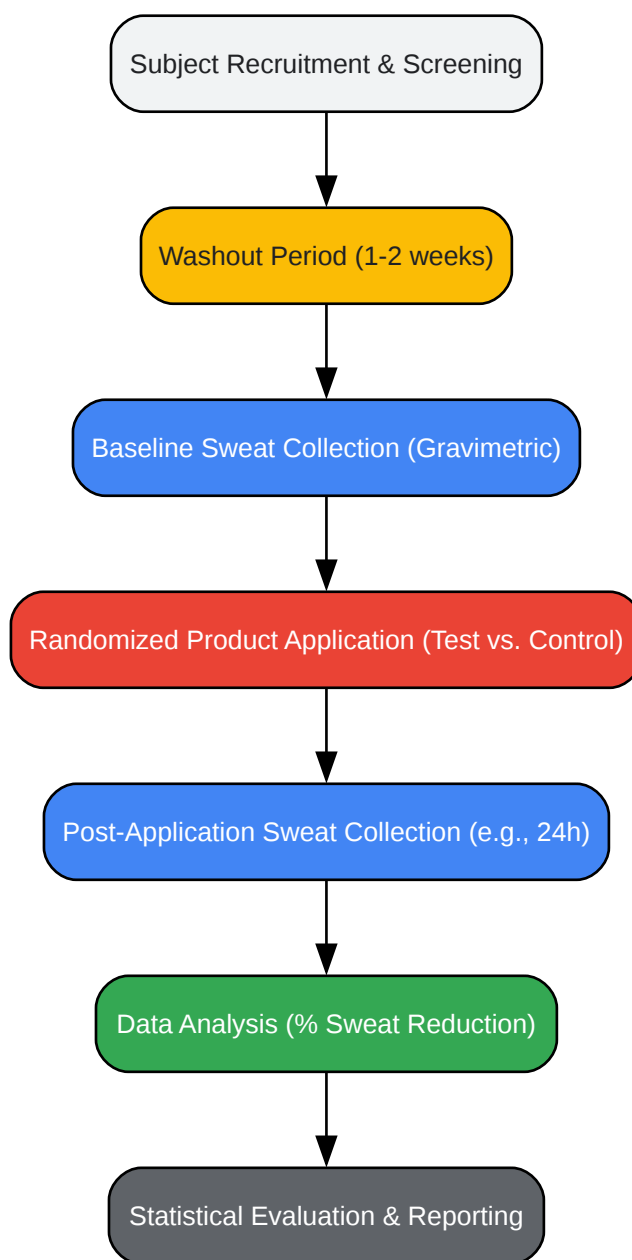 Subject Recruitment & Screening
Washout Period (1-2 weeks)
Baseline Sweat Collection (Gravimetric)
Randomized Product Application (Test vs. Control)
Post-Application Sweat Collection (e.g., 24h)
Data Analysis (% Sweat Reduction)
Statistical Evaluation & Reporting